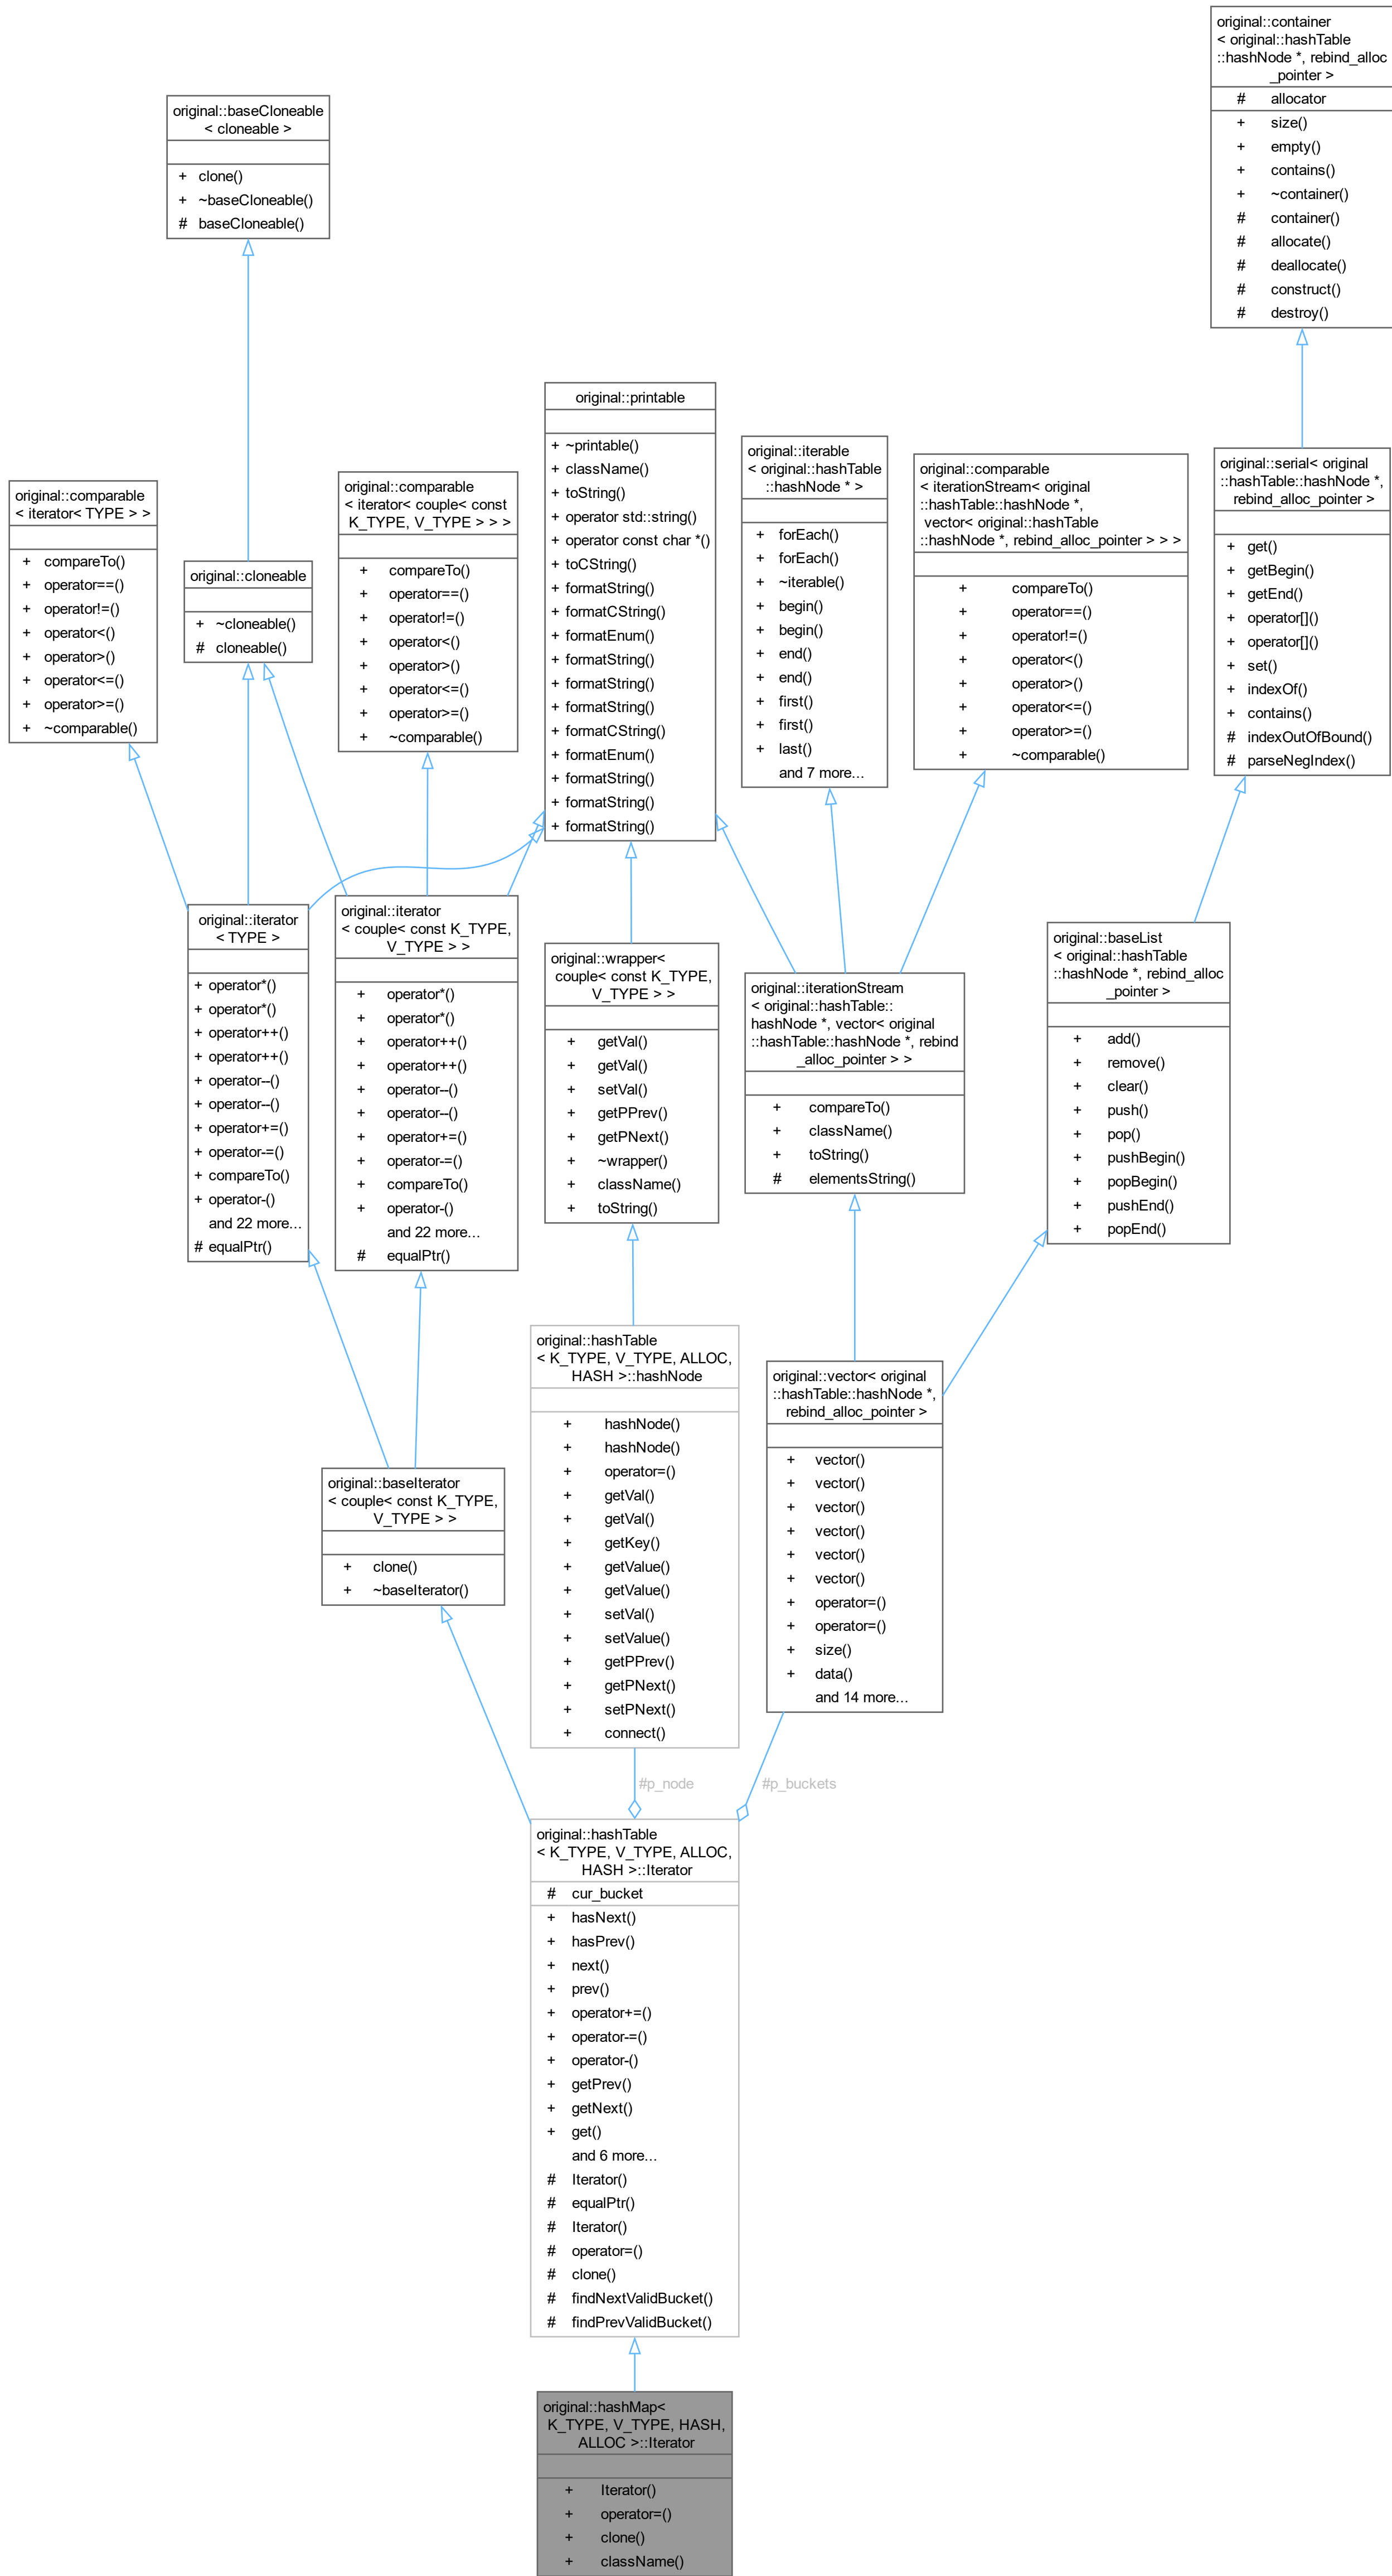 original::container
< original::hashTable
::hashNode *, rebind_alloc
_pointer >
# allocator
+ size()
+ empty()
+ contains()
+ ~container()
# container()
# allocate()
# deallocate()
# construct()
# destroy()
original::baseCloneable
< cloneable >
+ clone()
+ ~baseCloneable()
# baseCloneable()
original::printable
+ ~printable()
+ className()
+ toString()
+ operator std::string()
+ operator const char *()
+ toCString()
+ formatString()
+ formatCString()
+ formatEnum()
+ formatString()
+ formatString()
+ formatString()
+ formatCString()
+ formatEnum()
+ formatString()
+ formatString()
+ formatString()
original::iterable
< original::hashTable
::hashNode * >
+ forEach()
+ forEach()
+ ~iterable()
+ begin()
+ begin()
+ end()
+ end()
+ first()
+ first()
+ last()
and 7 more...
original::comparable
< iterationStream< original
::hashTable::hashNode *,
vector< original::hashTable
::hashNode *, rebind_alloc_pointer > > >
+ compareTo()
+ operator==()
+ operator!=()
+ operator<()
+ operator>()
+ operator<=()
+ operator>=()
+ ~comparable()
original::serial< original
::hashTable::hashNode *,
rebind_alloc_pointer >
+ get()
+ getBegin()
+ getEnd()
+ operator[]()
+ operator[]()
+ set()
+ indexOf()
+ contains()
# indexOutOfBound()
# parseNegIndex()
original::comparable
< iterator< TYPE > >
+ compareTo()
+ operator==()
+ operator!=()
+ operator<()
+ operator>()
+ operator<=()
+ operator>=()
+ ~comparable()
original::cloneable
+ ~cloneable()
# cloneable()
original::comparable
< iterator< couple< const
K_TYPE, V_TYPE > > >
+ compareTo()
+ operator==()
+ operator!=()
+ operator<()
+ operator>()
+ operator<=()
+ operator>=()
+ ~comparable()
original::iterator
< TYPE >
+ operator*()
+ operator*()
+ operator++()
+ operator++()
+ operator--()
+ operator--()
+ operator+=()
+ operator-=()
+ compareTo()
+ operator-()
and 22 more...
# equalPtr()
original::iterator
< couple< const K_TYPE,
V_TYPE > >
+ operator*()
+ operator*()
+ operator++()
+ operator++()
+ operator--()
+ operator--()
+ operator+=()
+ operator-=()
+ compareTo()
+ operator-()
and 22 more...
# equalPtr()
original::wrapper<
couple< const K_TYPE,
V_TYPE > >
+ getVal()
+ getVal()
+ setVal()
+ getPPrev()
+ getPNext()
+ ~wrapper()
+ className()
+ toString()
original::iterationStream
< original::hashTable::
hashNode *, vector< original
::hashTable::hashNode *, rebind
_alloc_pointer > >
+ compareTo()
+ className()
+ toString()
# elementsString()
original::baseList
< original::hashTable
::hashNode *, rebind_alloc
_pointer >
+ add()
+ remove()
+ clear()
+ push()
+ pop()
+ pushBegin()
+ popBegin()
+ pushEnd()
+ popEnd()
original::baseIterator
< couple< const K_TYPE,
V_TYPE > >
+ clone()
+ ~baseIterator()
original::hashTable
< K_TYPE, V_TYPE, ALLOC,
HASH >::hashNode
+ hashNode()
+ hashNode()
+ operator=()
+ getVal()
+ getVal()
+ getKey()
+ getValue()
+ getValue()
+ setVal()
+ setValue()
+ getPPrev()
+ getPNext()
+ setPNext()
+ connect()
original::vector< original
::hashTable::hashNode *,
rebind_alloc_pointer >
+ vector()
+ vector()
+ vector()
+ vector()
+ vector()
+ vector()
+ operator=()
+ operator=()
+ size()
+ data()
and 14 more...
#p_node
#p_buckets
original::hashTable
< K_TYPE, V_TYPE, ALLOC,
HASH >::Iterator
# cur_bucket
+ hasNext()
+ hasPrev()
+ next()
+ prev()
+ operator+=()
+ operator-=()
+ operator-()
+ getPrev()
+ getNext()
+ get()
and 6 more...
# Iterator()
# equalPtr()
# Iterator()
# operator=()
# clone()
# findNextValidBucket()
# findPrevValidBucket()
original::hashMap<
K_TYPE, V_TYPE, HASH,
ALLOC >::Iterator
+ Iterator()
+ operator=()
+ clone()
+ className()